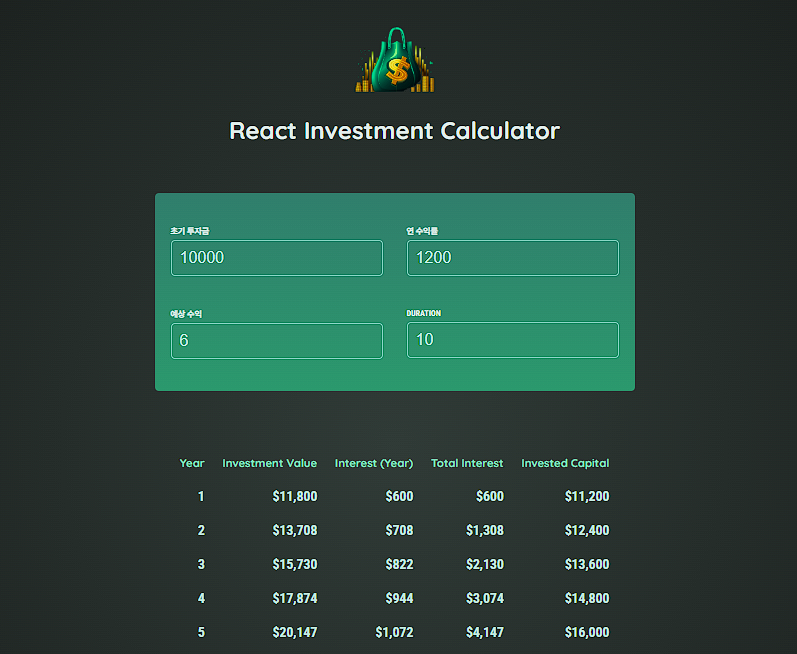 $
React Investment Calculator
초기 투자금 연 수익률
10000 1200
예상 수익 DURATION
6 10
Year Investment Value Interest (Year) Total Interest Invested Capital
1 $11,800 $600 $600 $11,200
2 $13,708 $708 $1,308 $12,400
3 $15,730 $822 $2,130 $13,600
4 $17,874 $944 $3,074 $14,800
5 $20,147 $1,072 $4,147 $16,000